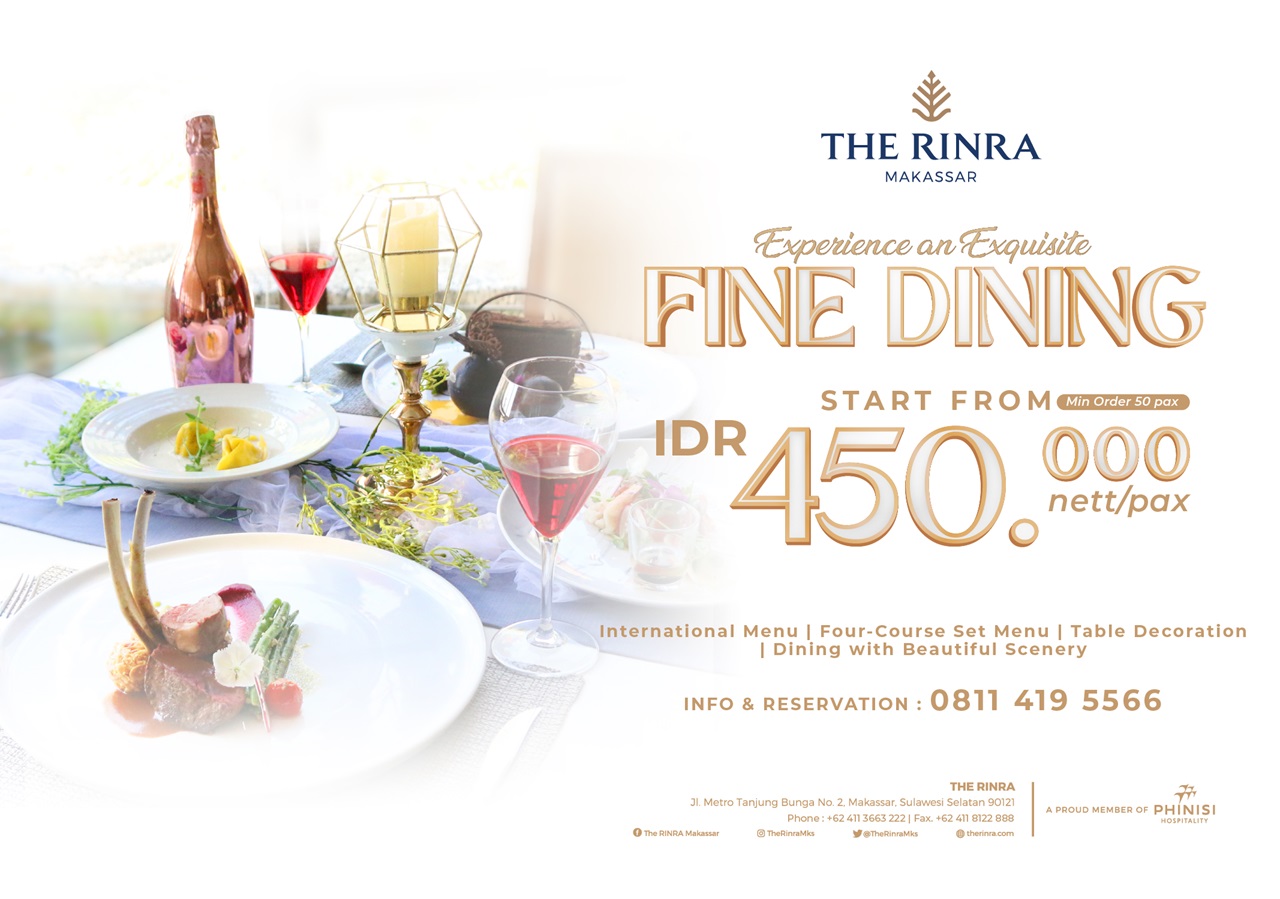 THE RINRA
MAKASSAR
Experience an Exquisite
FINE DINING
START FROM Min Order 50 pax
IDR 450.000
nett/pax
International Menu | Four-Course Set Menu | Table Decoration
| Dining with Beautiful Scenery
INFO & RESERVATION : 0811 419 5566
THE RINRA
Jl. Metro Tanjung Bunga No. 2, Makassar, Sulawesi Selatan 90121
Phone : +62 411 3663 222 | Fax. +62 411 8122 888
The RINRA Makassar TheRinraMks @TheRinraMks therinra.com
A PROUD MEMBER OF PHINISI
HOSPITALITY